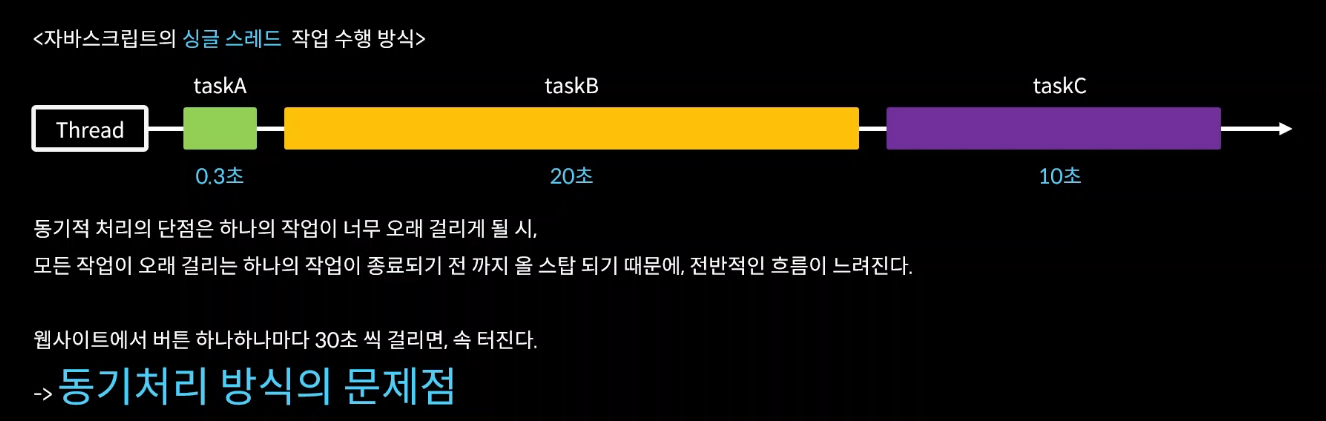 <자바스크립트의 싱글 스레드 작업 수행 방식>
taskA taskB taskC
Thread
0.3초 20초 10초
동기적 처리의 단점은 하나의 작업이 너무 오래 걸리게 될 시,
모든 작업이 오래 걸리는 하나의 작업이 종료되기 전 까지 올 스탑 되기 때문에, 전반적인 흐름이 느려진다.
웹사이트에서 버튼 하나하나마다 30초 씩 걸리면, 속 터진다.
-> 동기처리 방식의 문제점